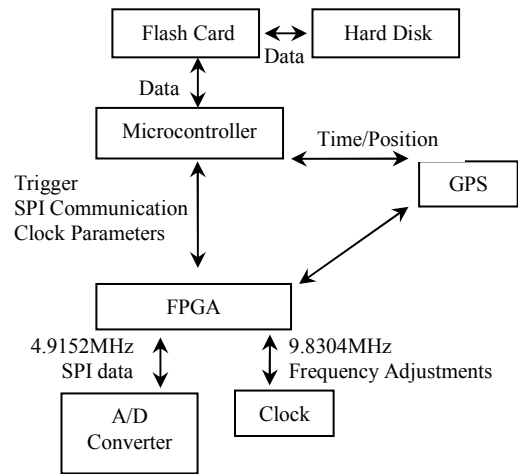 Flash Card
Hard Disk
Data
Data
Microcontroller
Time/Position
Trigger
SPI Communication
Clock Parameters
GPS
FPGA
4.9152MHz
SPI data
9.8304MHz
Frequency Adjustments
A/D
Converter
Clock